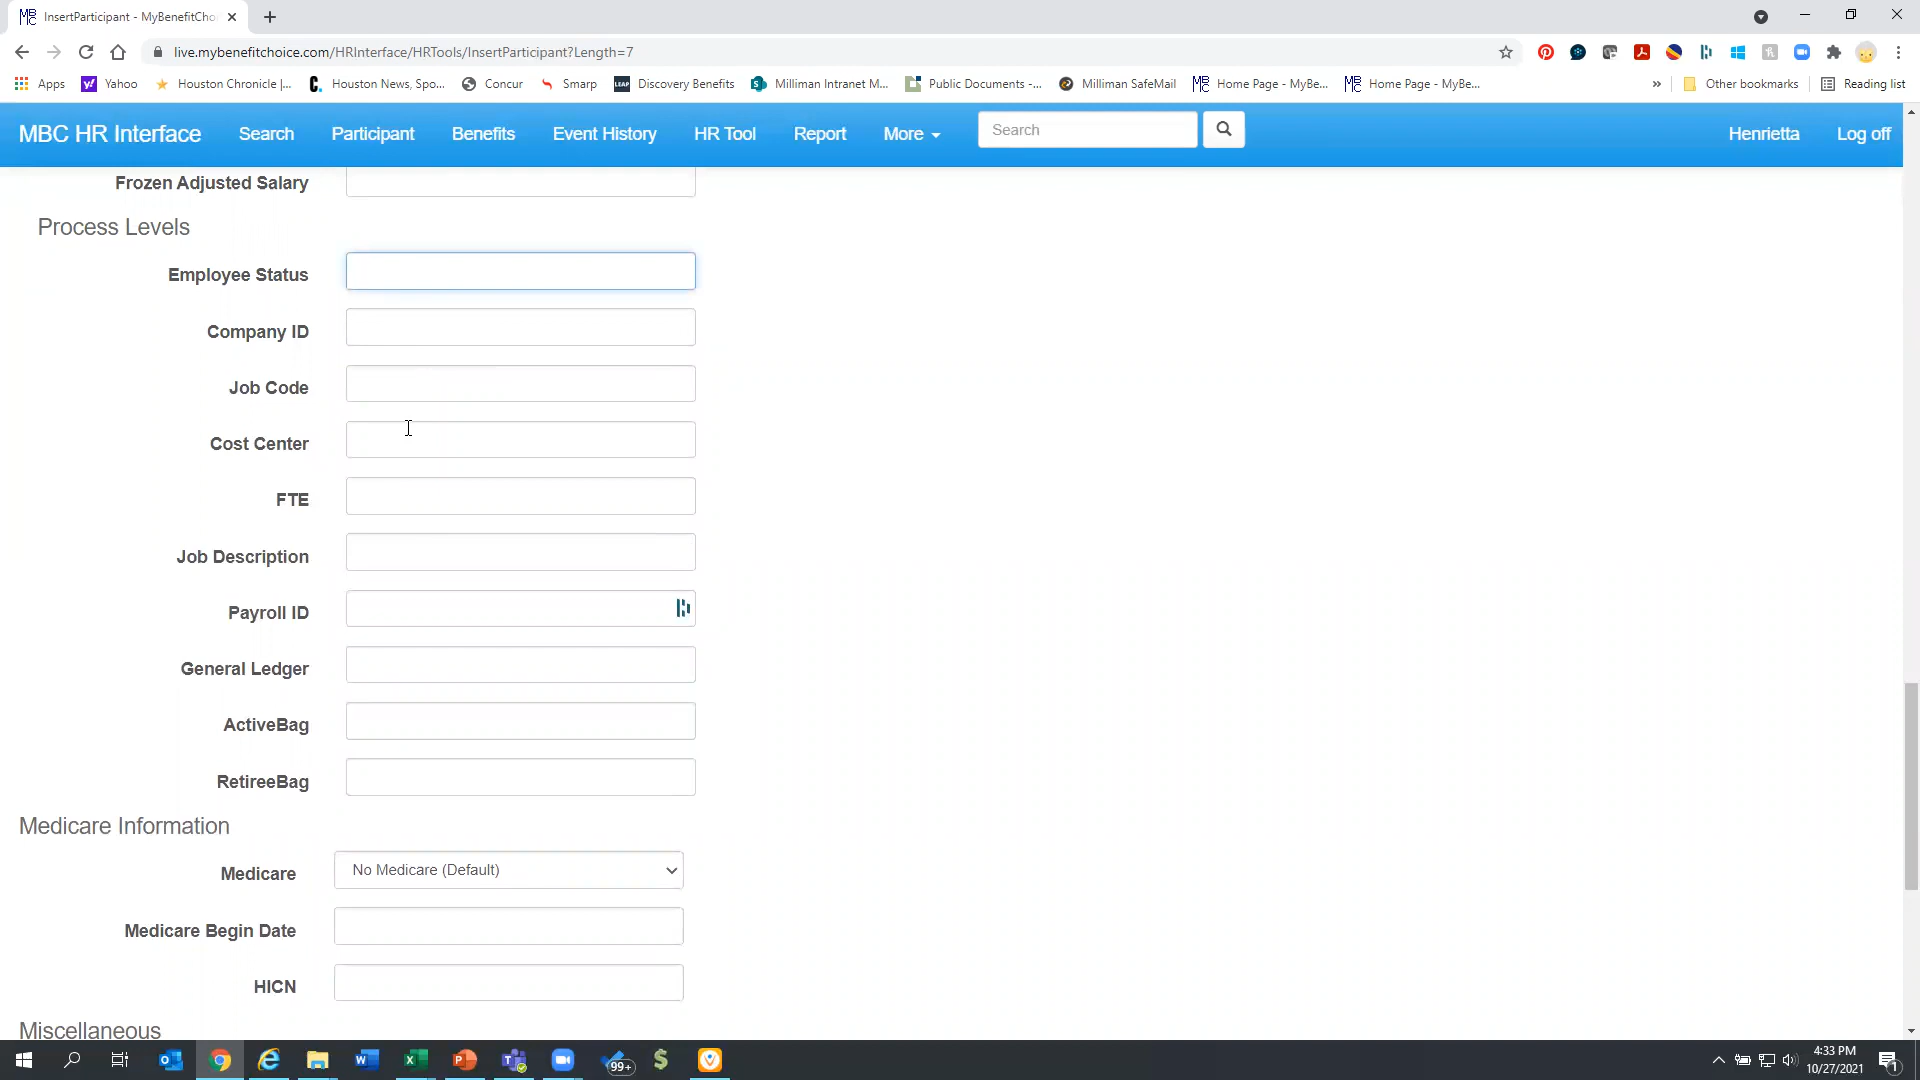 InsertParticipant - MyBenefitCho
live.mybenefitchoice.com/HRInterface/HRTools/InsertParticipant?Length=7
Apps Yahoo Houston Chronicle |... Houston News, Spo... Concur Smarp Discovery Benefits Milliman Intranet M... Public Documents -... Milliman SafeMail Home Page - MyBe... Home Page - MyBe... » Other bookmarks Reading list
MBC HR Interface Search Participant Benefits Event History HR Tool Report More Search Henrietta Log off
Frozen Adjusted Salary
Process Levels
Employee Status
Company ID
Job Code
Cost Center
FTE
Job Description
Payroll ID
General Ledger
ActiveBag
RetireeBag
Medicare Information
Medicare No Medicare (Default)
Medicare Begin Date
HICN
Miscellaneous
99+
4:33 PM
10/27/2021
1